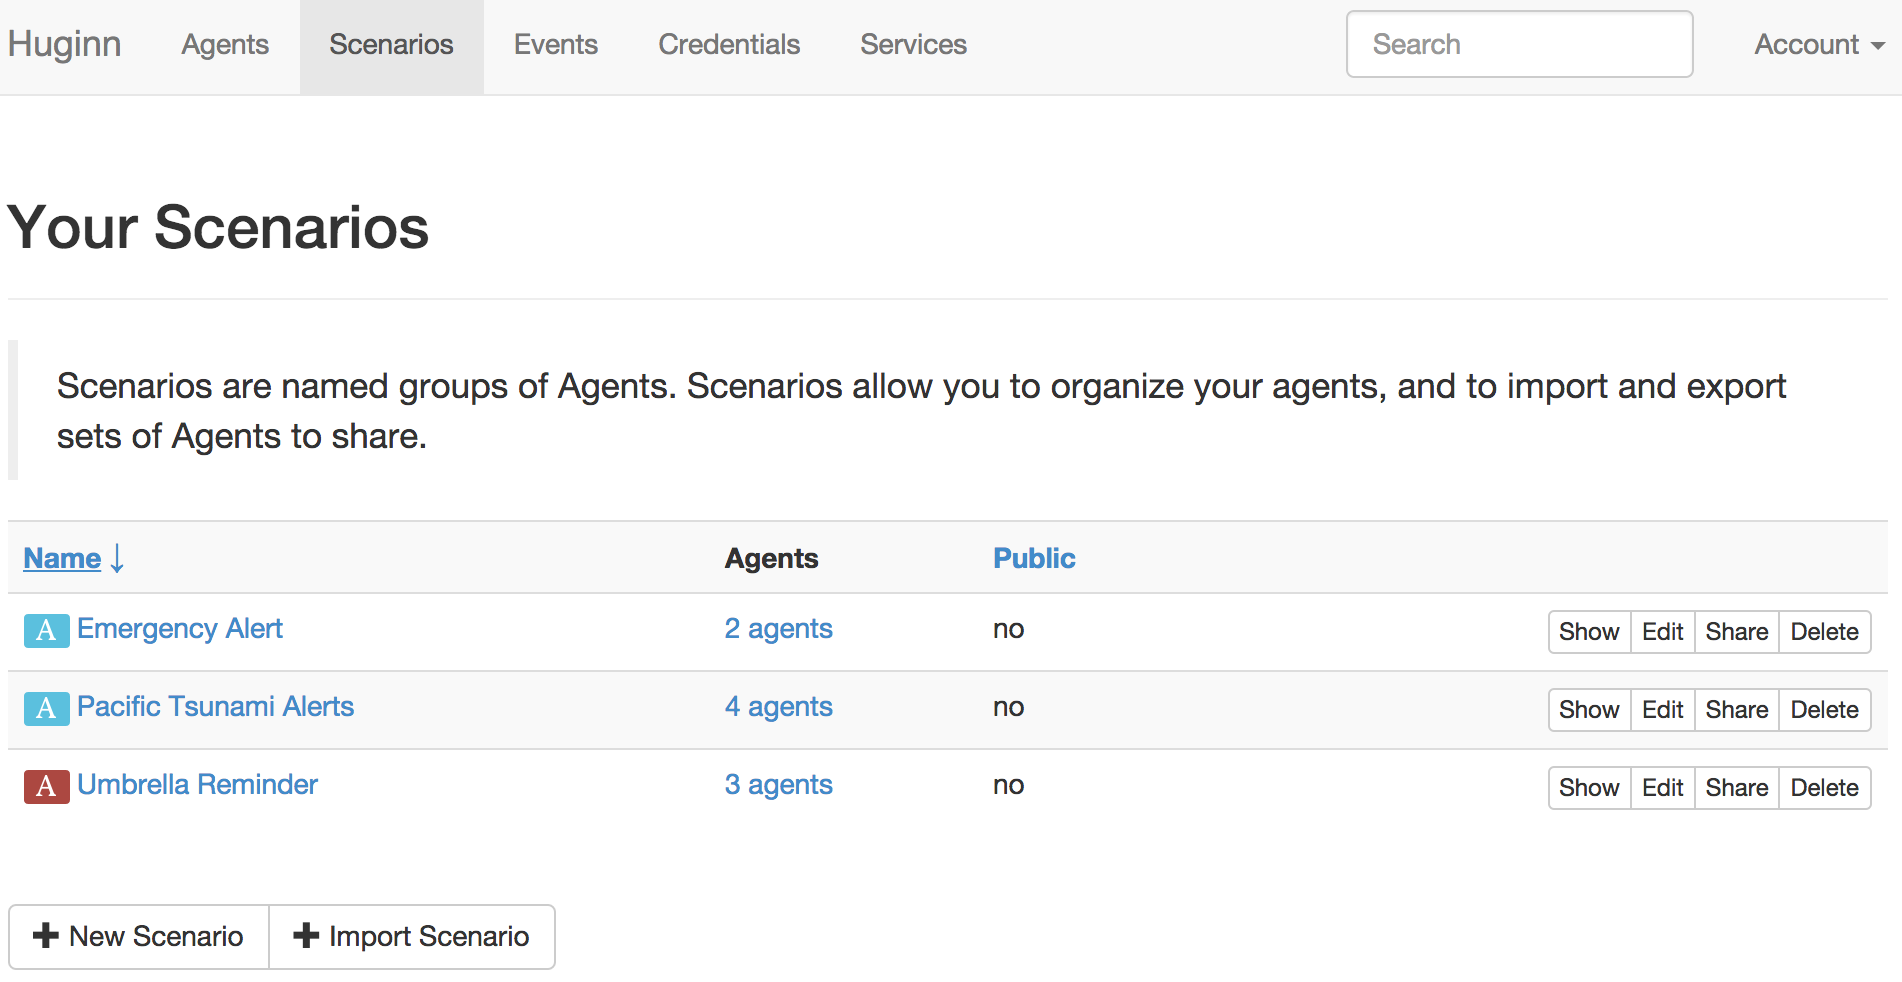 Huginn Agents Scenarios Events Credentials Services Search Account
Your Scenarios
Scenarios are named groups of Agents. Scenarios allow you to organize your agents, and to import and export
sets of Agents to share.
Name ↓ Agents Public
A Emergency Alert 2 agents no Show Edit Share Delete
A Pacific Tsunami Alerts 4 agents no Show Edit Share Delete
A Umbrella Reminder 3 agents no Show Edit Share Delete
New Scenario Import Scenario